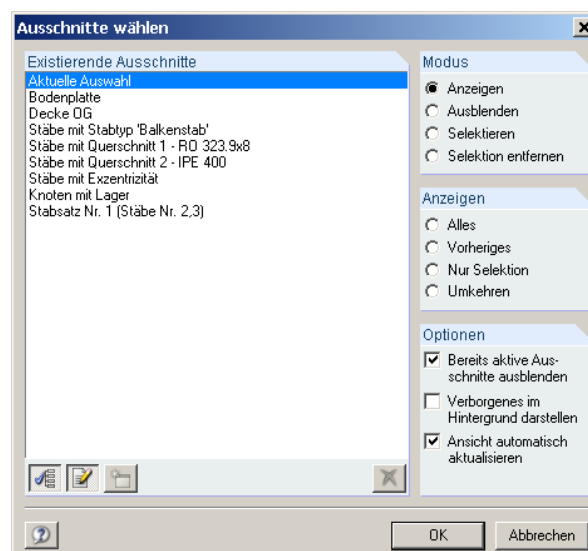 Ausschnitte wählen
Existierende Ausschnitte
Aktuelle Auswahl
Bodenplatte
Decke OG
Stäbe mit Stabtyp 'Balkenstab'
Stäbe mit Querschnitt 1 - RO 323.9x8
Stäbe mit Querschnitt 2 - IPE 400
Stäbe mit Exzentrizität
Knoten mit Lager
Stabsatz Nr. 1 (Stäbe Nr. 2,3)
Modus
Anzeigen
Ausblenden
Selektieren
Selektion entfernen
Anzeigen
Alles
Vorheriges
Nur Selektion
Umkehren
Optionen
Bereits aktive Aus-
schnitte ausblenden
Verborgenes im
Hintergrund darstellen
Ansicht automatisch
aktualisieren
OK
Abbrechen